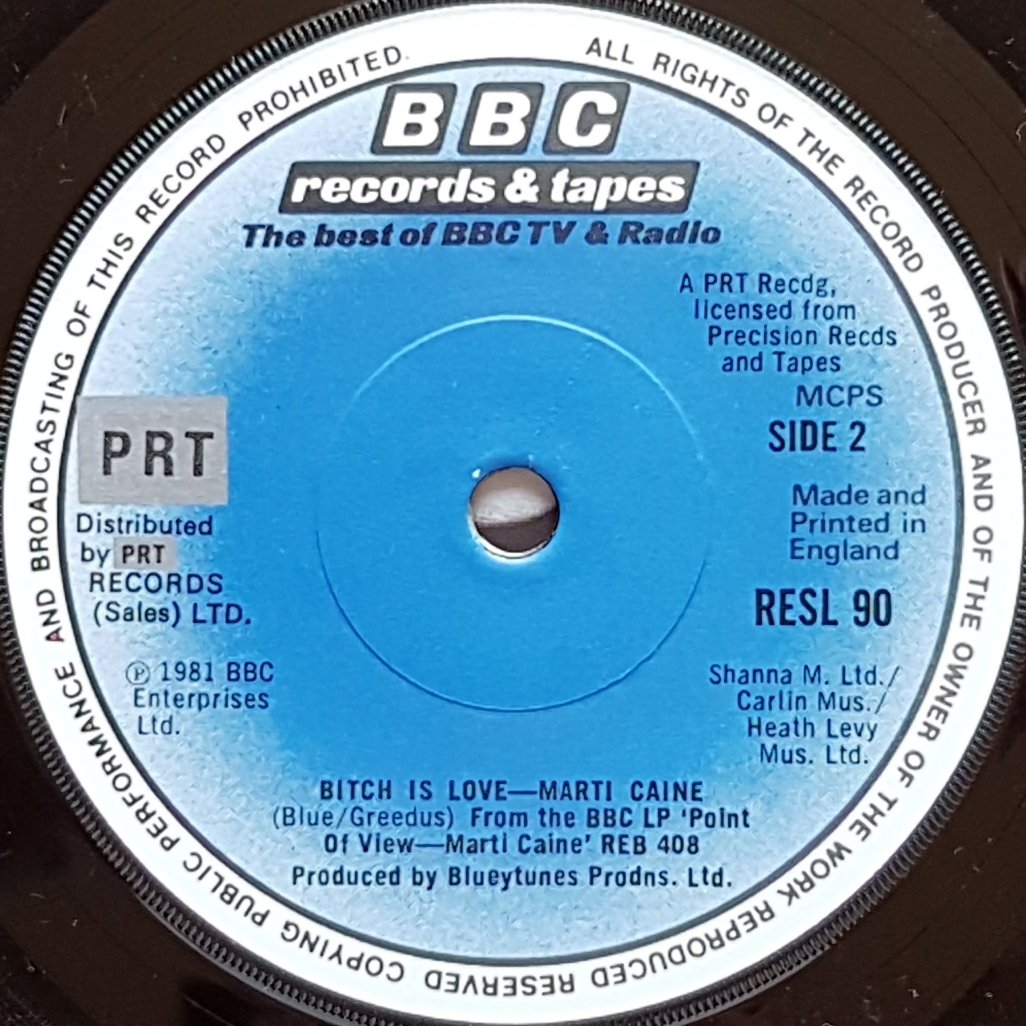 ALL RIGHTS OF THE RECORD PRODUCER AND OF THE OWNER OF THE WORK REPRODUCED RESERVED COPYING PUBLIC PERFORMANCE AND BROADCASTING OF THIS RECORD PROHIBITED.
BBC
records & tapes
The best of BBC TV & Radio
A PRT Recdg,
licensed from
Precision Recds
and Tapes
MCPS
SIDE 2
PRT
Distributed
by PRT
RECORDS
(Sales) LTD.
Made and
Printed in
England
RESL 90
℗ 1981 BBC
Enterprises
Ltd.
Shanna M. Ltd./
Carlin Mus./
Heath Levy
Mus. Ltd.
BITCH IS LOVE—MARTI CAINE
(Blue/Greedus) From the BBC LP 'Point
Of View—Marti Caine' REB 408
Produced by Blueytunes Prodns. Ltd.